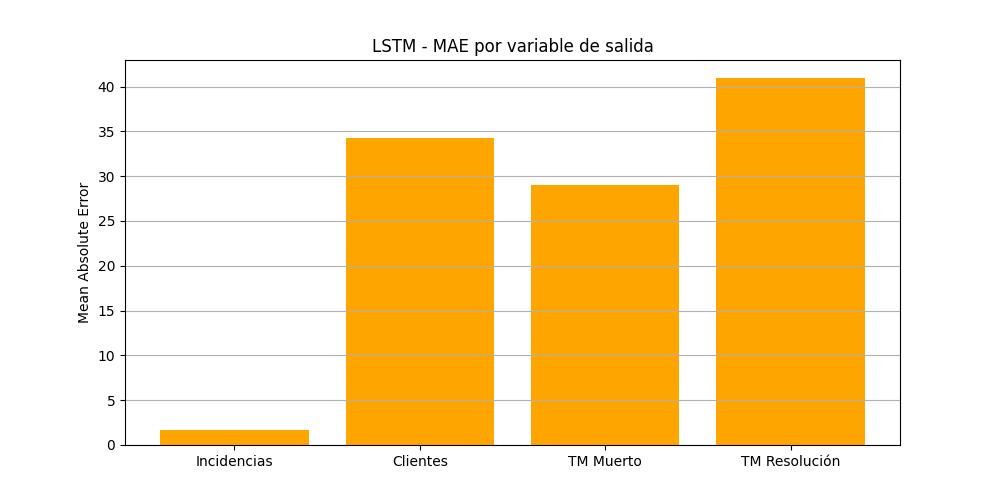 LSTM - MAE por variable de salida
Mean Absolute Error
40
35
30
25
20
15
10
5
0
Incidencias
Clientes
TM Muerto
TM Resolución